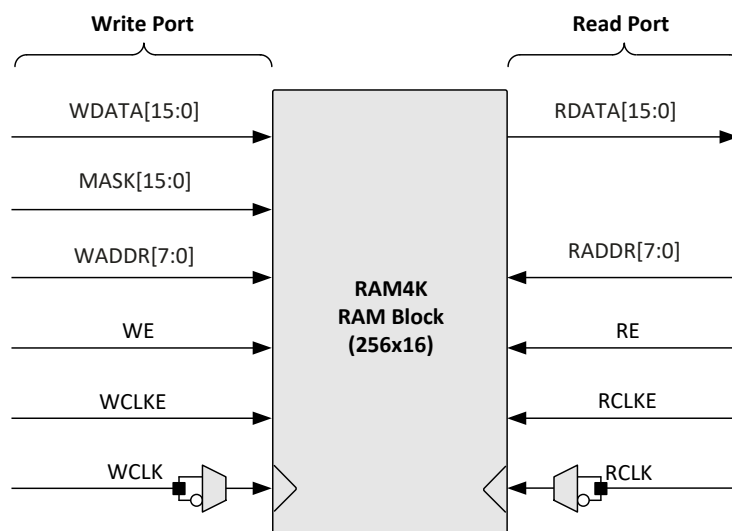 Write Port
Read Port
WDATA[15:0]
RDATA[15:0]
MASK[15:0]
WADDR[7:0]
RADDR[7:0]
RAM4K
RAM Block
(256x16)
WE
RE
WCLKE
RCLKE
WCLK
RCLK